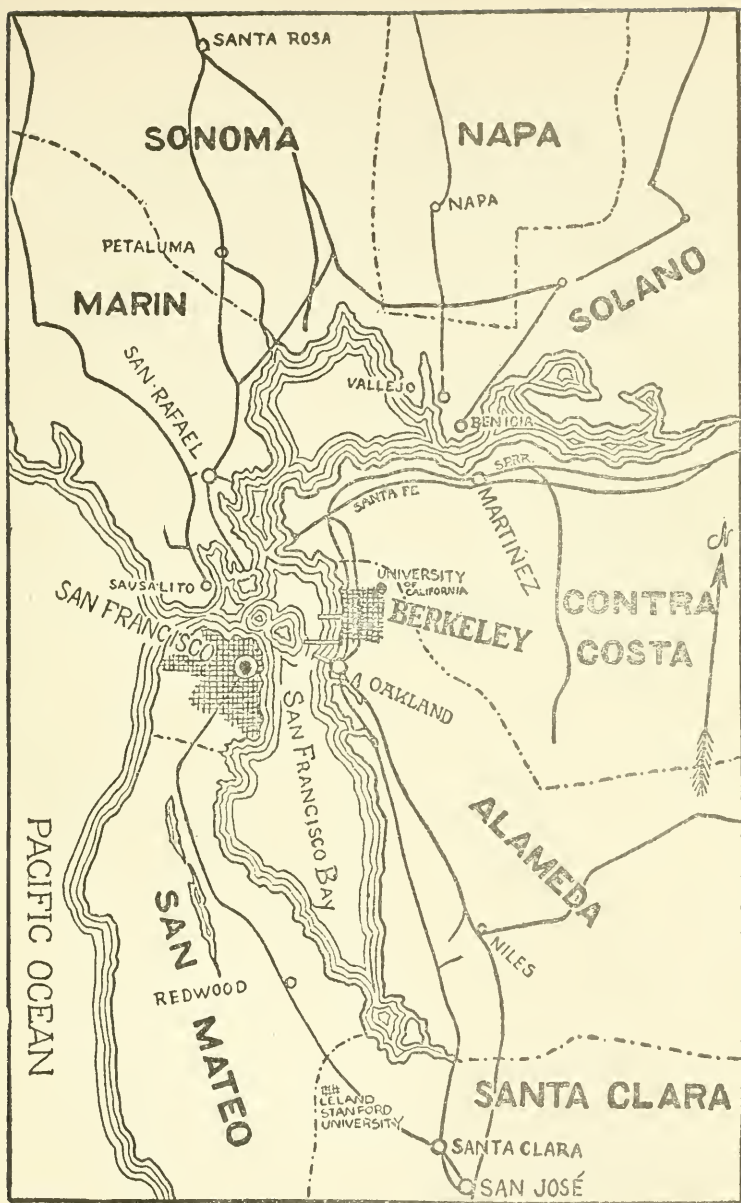 SANTA ROSA
SONOMA
NAPA
NAPA
PETALUMA
MARIN
SOLANO
SAN RAFAEL
VALLEJO
BENICIA
S.P.R.R.
SANTA FE
MARTINEZ
N
SAUSALITO
UNIVERSITY
OF
CALIFORNIA
SAN FRANCISCO
BERKELEY
CONTRA
COSTA
OAKLAND
SAN FRANCISCO BAY
ALAMEDA
PACIFIC OCEAN
SAN MATEO
NILES
REDWOOD
LELAND
STANFORD
UNIVERSITY
SANTA CLARA
SANTA CLARA
SAN JOSÉ